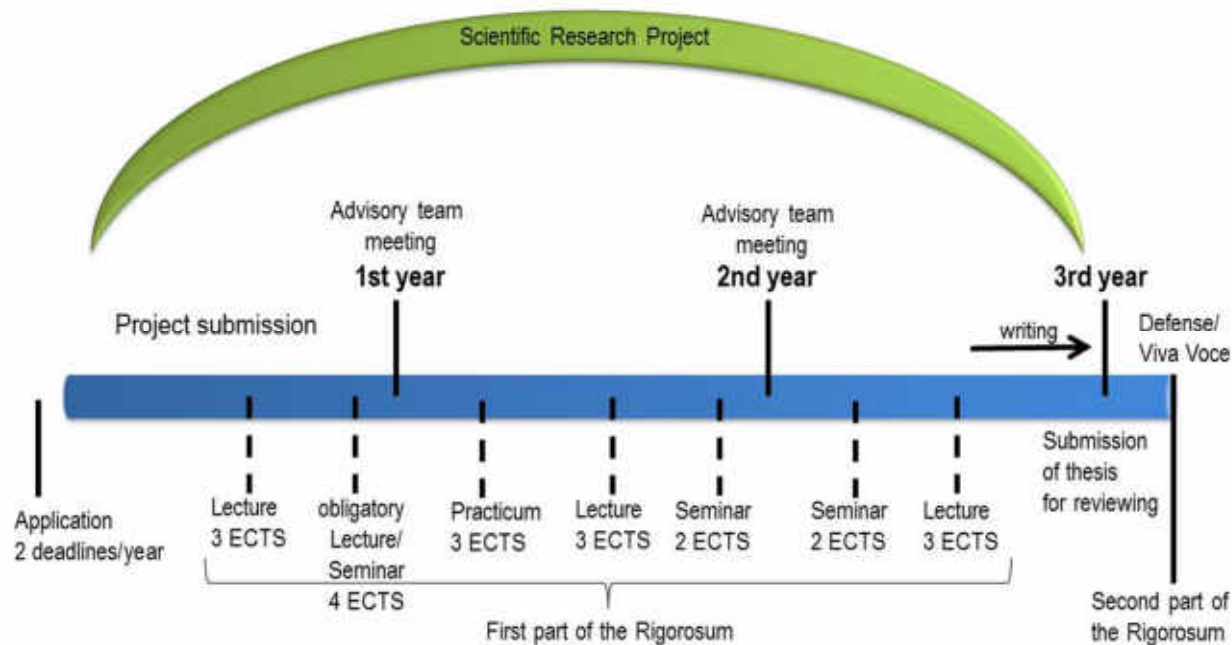 Scientific Research Project
Advisory team
meeting
1st year
Advisory team
meeting
2nd year
3rd year
Project submission
writing
Defense/
Viva Voce
Application
2 deadlines/year
Lecture
3 ECTS
obligatory
Lecture/
Seminar
4 ECTS
Practicum
3 ECTS
Lecture
3 ECTS
Seminar
2 ECTS
Seminar
2 ECTS
Lecture
3 ECTS
Submission
of thesis
for reviewing
First part of the Rigorosum
Second part of
the Rigorosum